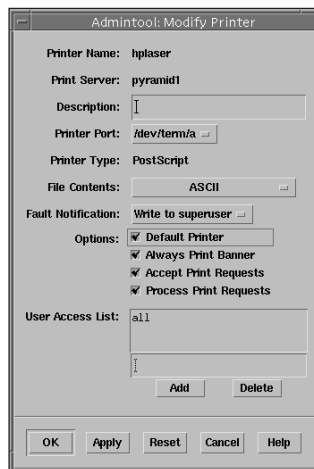 Admintool: Modify Printer
Printer Name: hplaser
Print Server: pyramid1
Description:
Printer Port: /dev/term/a
Printer Type: PostScript
File Contents: ASCII
Fault Notification: Write to superuser
Options: Default Printer
Always Print Banner
Accept Print Requests
Process Print Requests
User Access List: all
Add Delete
OK Apply Reset Cancel Help